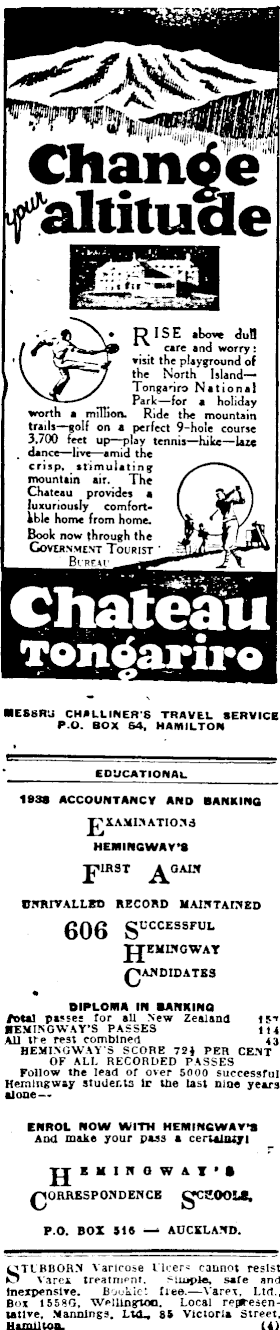 Change
your altitude
RISE above dull
care and worry;
visit the playground of
the North Island—
Tongariro National
Park—for a holiday
worth a million. Ride the mountain
trails—golf on a perfect 9-hole course
3,700 feet up—play tennis—hike—laze
dance—live—amid the
crisp, stimulating
mountain air. The
Chateau provides a
luxuriously comfort-
able home from home.
Book now through the
GOVERNMENT TOURIST
BUREAU
Chateau
Tongariro
MESSRS CHALLINER'S TRAVEL SERVICE
P.O. BOX 64, HAMILTON
EDUCATIONAL
1938 ACCOUNTANCY AND BANKING
EXAMINATIONS
HEMINGWAY'S
FIRST AGAIN
UNRIVALLED RECORD MAINTAINED
606 SUCCESSFUL
HEMINGWAY
CANDIDATES
DIPLOMA IN BANKING
Total passes for all New Zealand 157
HEMINGWAY'S PASSES 114
All the rest combined 43
HEMINGWAY'S SCORE 72½ PER CENT
OF ALL RECORDED PASSES
Follow the lead of over 5000 successful
Hemingway students in the last nine years
alone—
ENROL NOW WITH HEMINGWAY'S
And make your pass a certainty!
HEMINGWAY'S
CORRESPONDENCE SCHOOLS,
P.O. BOX 516 — AUCKLAND.
STUBBORN Varicose Ulcers cannot resist
Varex treatment. Simple, safe and
inexpensive. Booklet free.—Varex, Ltd.,
Box 1558G, Wellington. Local represen-
tative, Mannings, Ltd., 85 Victoria Street,
Hamilton. (4)